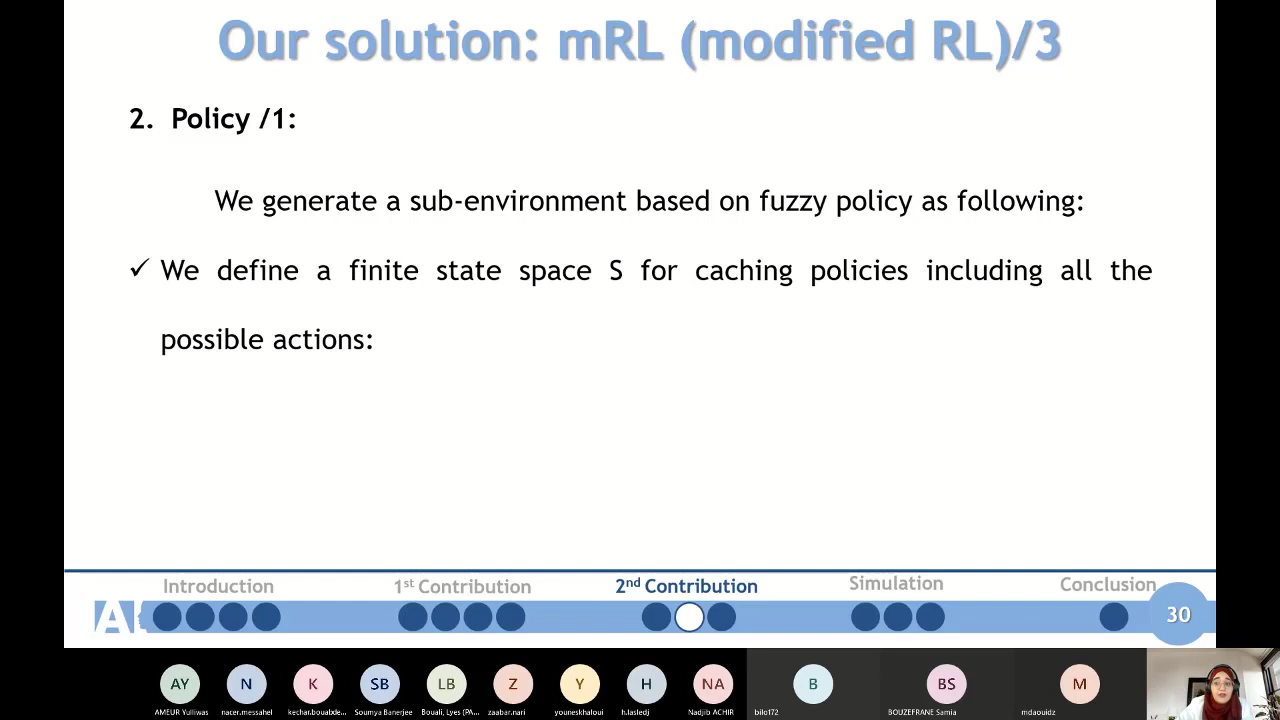 Our solution: mRL (modified RL)/3
2. Policy /1:
We generate a sub-environment based on fuzzy policy as following:
✓ We define a finite state space S for caching policies including all the
possible actions:
Introduction
1st Contribution
2nd Contribution
Simulation
Conclusion
30
AY
N
K
SB
LB
Z
Y
H
NA
B
BS
M
AMEUR Yulliwas
nacer.messahel
kechar.bouabde...
Soumya Banerjee
Bouali, Lyes (PA...
zaabar.nari
youneskhaloui
h.lasledj
Nadjib ACHIR
bilo172
BOUZEFRANE Samia
mdaouidz